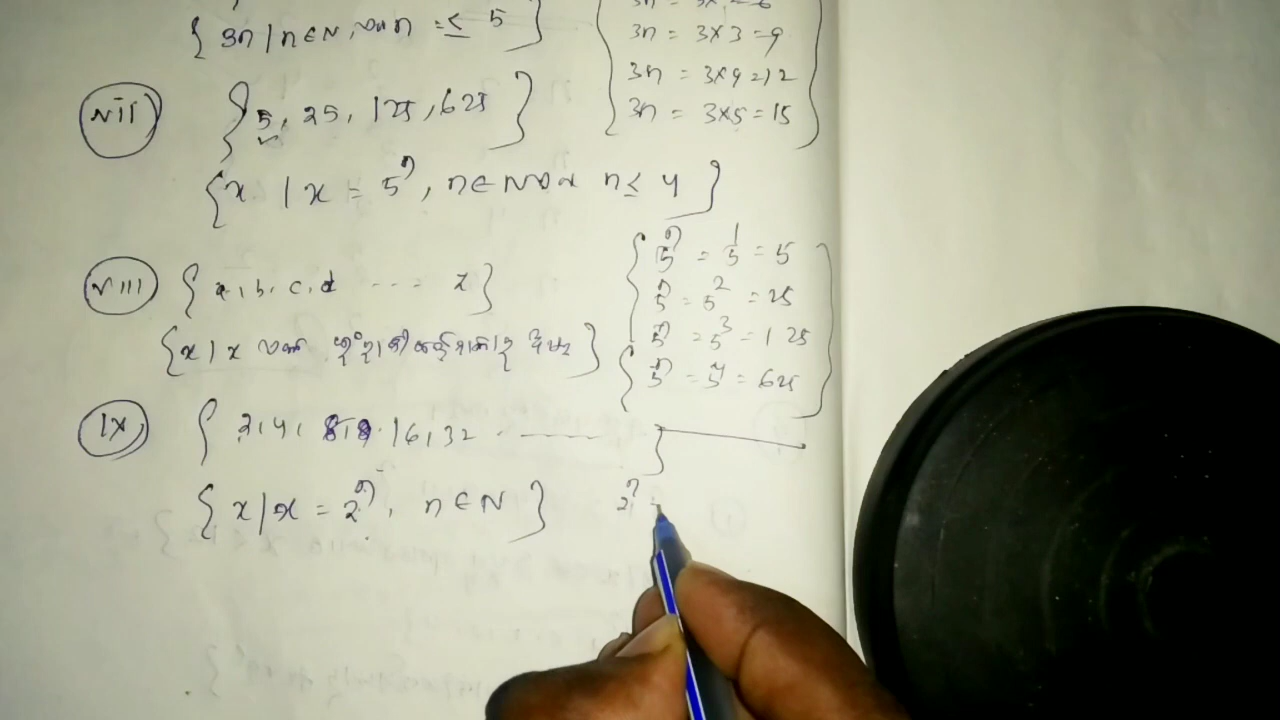 { 3n | n ∈ N, ଏବଂ n = ≤ 5 }
3n = 3×3 = 9
3n = 3×4 = 12
3n = 3×5 = 15
vii { 5, 25, 125, 625 }
{ x | x = 5ⁿ, n ∈ N ଏବଂ n ≤ 4 }
5ⁿ = 5¹ = 5
5ⁿ = 5² = 25
5ⁿ = 5³ = 125
5ⁿ = 5⁴ = 625
viii { a, b, c, d ---- z }
{ x | x
ix { 2, 4, 8, 16, 32 ------ }
{ x | x = 2ⁿ, n ∈ N }
2ⁿ =